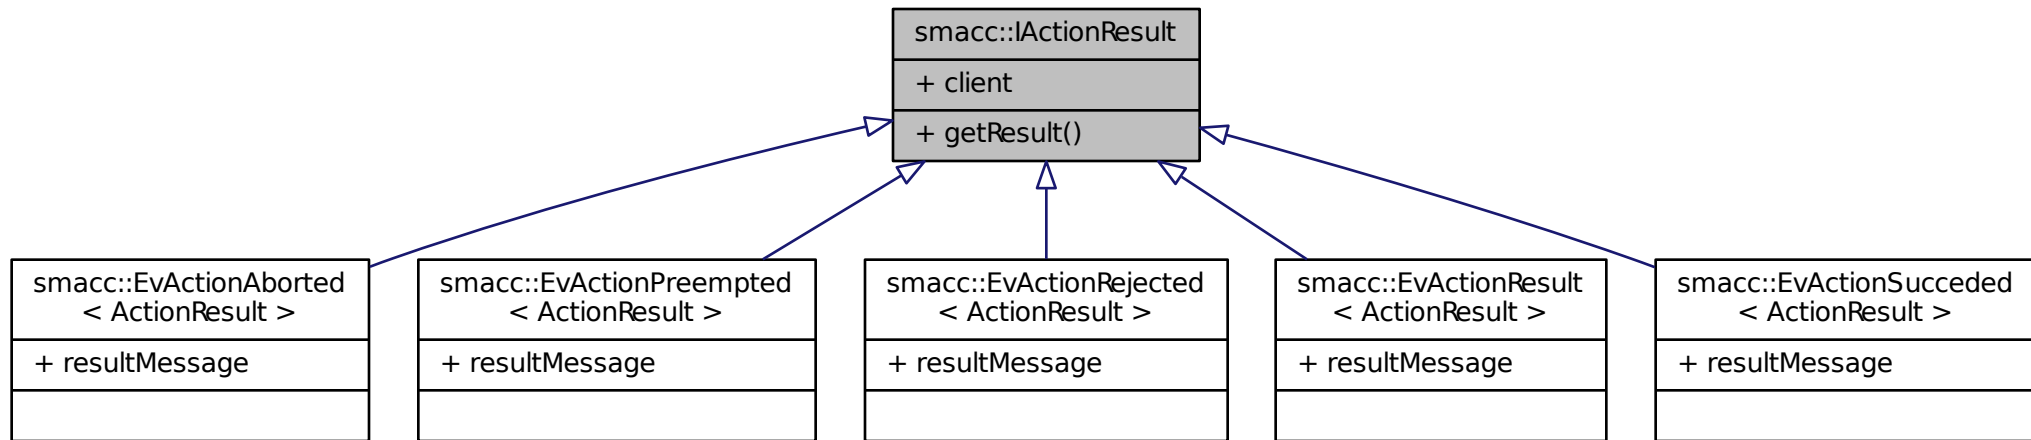 smacc::IActionResult
+ client
+ getResult()
smacc::EvActionAborted
< ActionResult >
+ resultMessage
smacc::EvActionPreempted
< ActionResult >
+ resultMessage
smacc::EvActionRejected
< ActionResult >
+ resultMessage
smacc::EvActionResult
< ActionResult >
+ resultMessage
smacc::EvActionSucceded
< ActionResult >
+ resultMessage